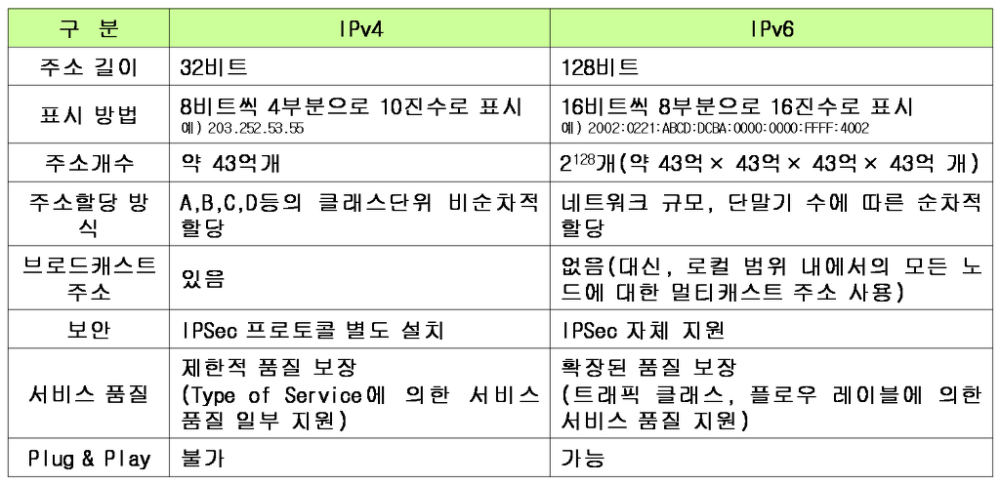 구 분 IPv4 IPv6
주소 길이 32비트 128비트
표시 방법 8비트씩 4부분으로 10진수로 표시 16비트씩 8부분으로 16진수로 표시
예) 203.252.53.55 예) 2002:0221:ABCD:DCBA:0000:0000:FFFF:4002
주소개수 약 43억개 2¹²⁸개(약 43억× 43억× 43억× 43억 개)
주소할당 방 A,B,C,D등의 클래스단위 비순차적 네트워크 규모, 단말기 수에 따른 순차적
식 할당 할당
브로드캐스트 있음 없음(대신, 로컬 범위 내에서의 모든 노
주소 드에 대한 멀티캐스트 주소 사용)
보안 IPSec 프로토콜 별도 설치 IPSec 자체 지원
서비스 품질 제한적 품질 보장 확장된 품질 보장
(Type of Service에 의한 서비스 (트래픽 클래스, 플로우 레이블에 의한
품질 일부 지원) 서비스 품질 지원)
Plug & Play 불가 가능